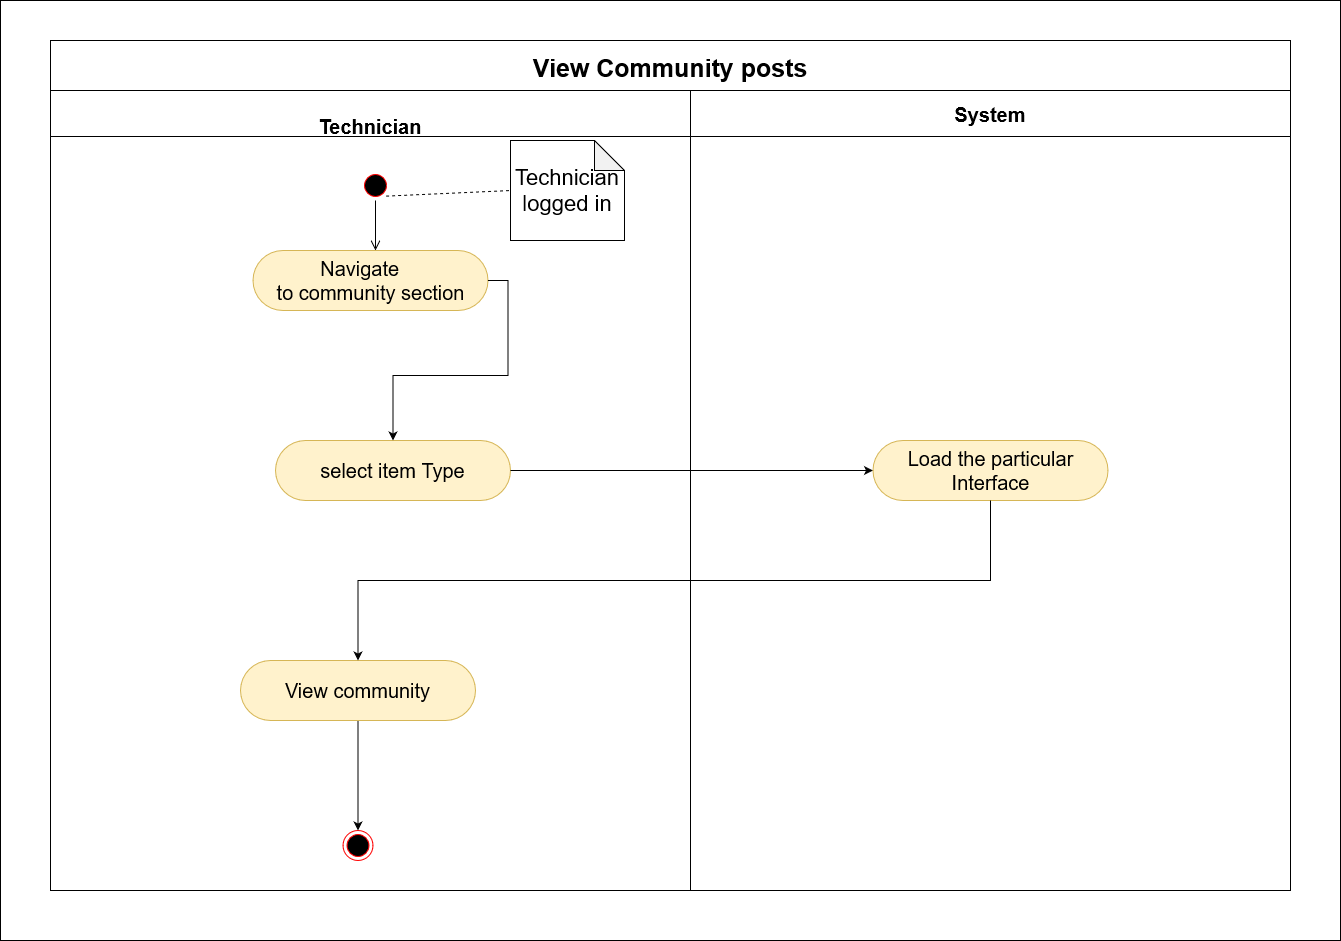 View Community posts
Technician
System
Technician
logged in
Navigate
to community section
select item Type
Load the particular
Interface
View community